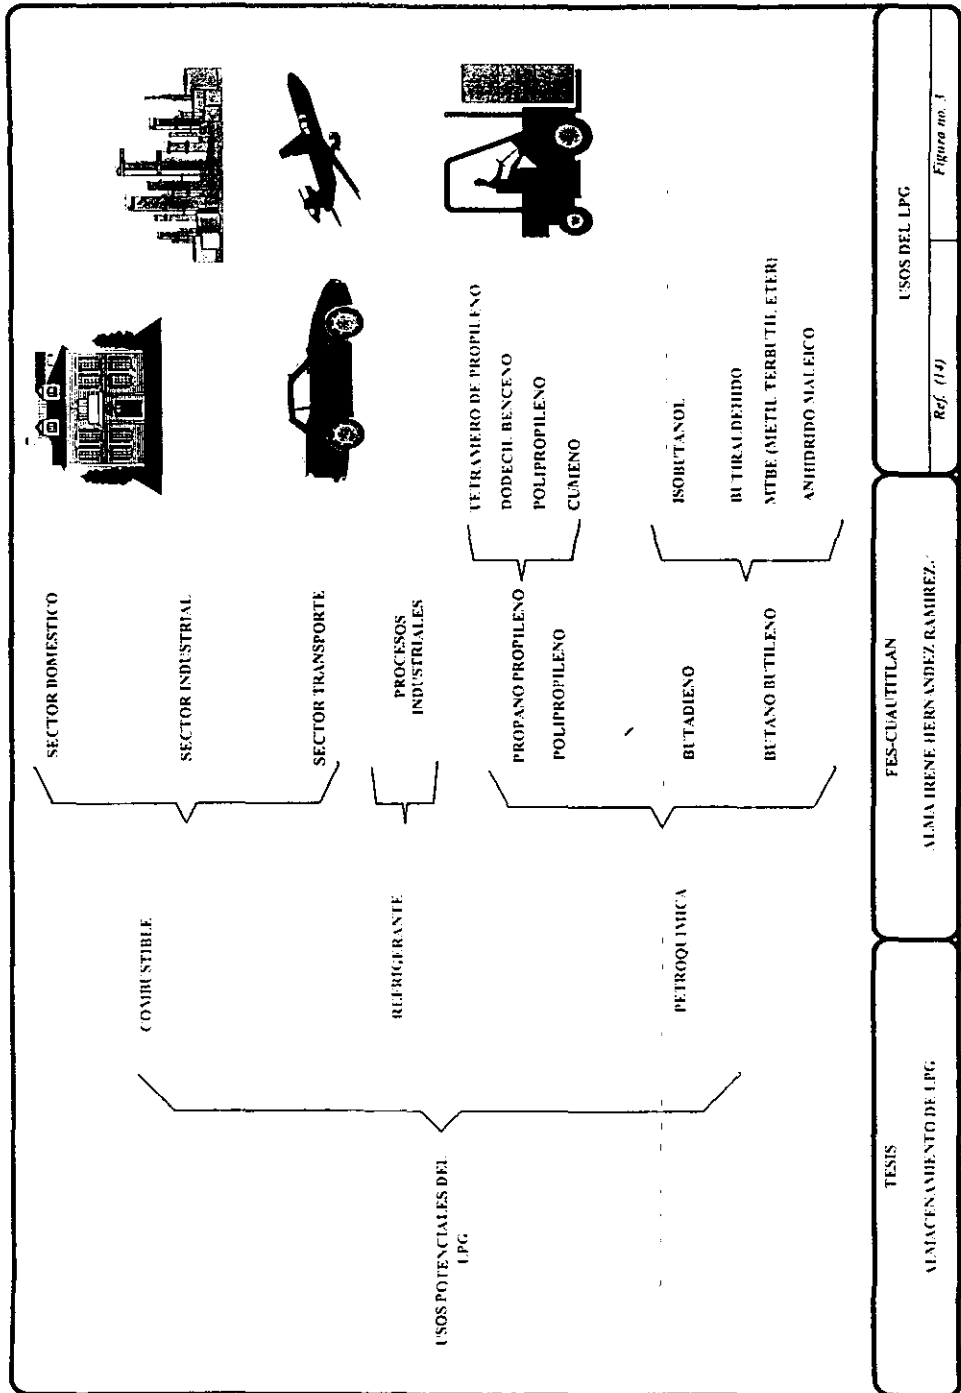 USOS POTENCIALES DEL
LPG
COMBUSTIBLE
SECTOR DOMESTICO
SECTOR INDUSTRIAL
SECTOR TRANSPORTE
REFRIGERANTE
PROCESOS
INDUSTRIALES
PETROQUIMICA
PROPANO PROPILENO
POLIPROPILENO
TETRAMERO DE PROPILENO
DODECIL BENCENO
POLIPROPILENO
CUMENO
BUTADIENO
BUTANO BUTILENO
ISOBUTANOL
BUTIRALDEHIDO
MTBE (METIL TERBUTIL ETER)
ANHIDRIDO MALEICO
TESIS
ALMACENAMIENTO DE LPG
FES-CUAUTITLAN
ALMA IRENE HERNANDEZ RAMIREZ.
USOS DEL LPG
Ref. (14)
Figura no. 3